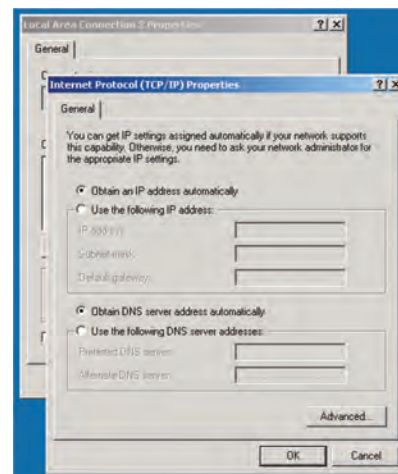 Local Area Connection 2 Properties
General
Internet Protocol (TCP/IP) Properties
General
You can get IP settings assigned automatically if your network supports
this capability. Otherwise, you need to ask your network administrator for
the appropriate IP settings.
Obtain an IP address automatically
Use the following IP address:
IP address:
Subnet mask:
Default gateway:
Obtain DNS server address automatically
Use the following DNS server addresses:
Preferred DNS server:
Alternate DNS server:
Advanced...
OK
Cancel